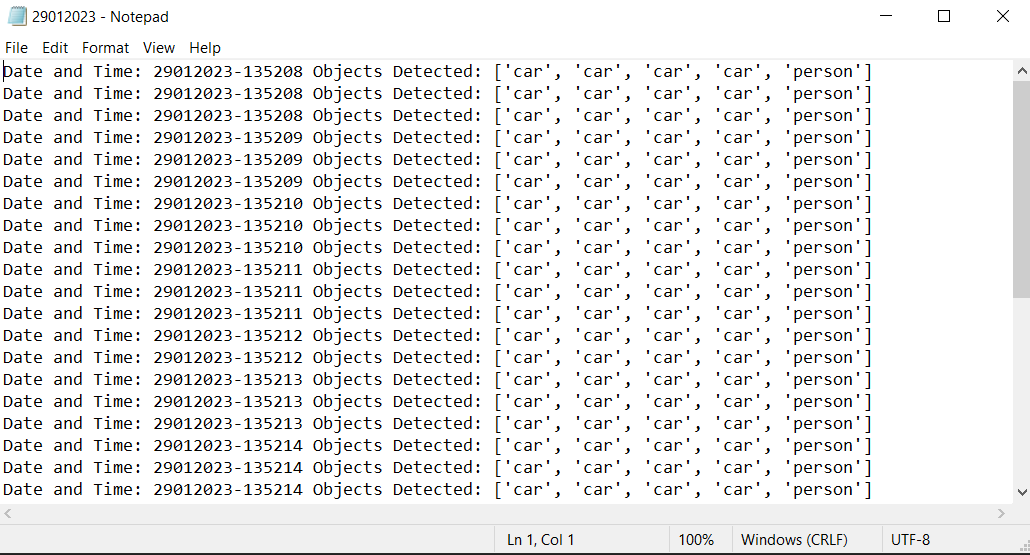 29012023 - Notepad
File Edit Format View Help
Date and Time: 29012023-135208 Objects Detected: ['car', 'car', 'car', 'car', 'person']
Date and Time: 29012023-135208 Objects Detected: ['car', 'car', 'car', 'car', 'person']
Date and Time: 29012023-135208 Objects Detected: ['car', 'car', 'car', 'car', 'person']
Date and Time: 29012023-135209 Objects Detected: ['car', 'car', 'car', 'car', 'person']
Date and Time: 29012023-135209 Objects Detected: ['car', 'car', 'car', 'car', 'person']
Date and Time: 29012023-135209 Objects Detected: ['car', 'car', 'car', 'car', 'person']
Date and Time: 29012023-135210 Objects Detected: ['car', 'car', 'car', 'car', 'person']
Date and Time: 29012023-135210 Objects Detected: ['car', 'car', 'car', 'car', 'person']
Date and Time: 29012023-135210 Objects Detected: ['car', 'car', 'car', 'car', 'person']
Date and Time: 29012023-135211 Objects Detected: ['car', 'car', 'car', 'car', 'person']
Date and Time: 29012023-135211 Objects Detected: ['car', 'car', 'car', 'car', 'person']
Date and Time: 29012023-135211 Objects Detected: ['car', 'car', 'car', 'car', 'person']
Date and Time: 29012023-135212 Objects Detected: ['car', 'car', 'car', 'car', 'person']
Date and Time: 29012023-135212 Objects Detected: ['car', 'car', 'car', 'car', 'person']
Date and Time: 29012023-135213 Objects Detected: ['car', 'car', 'car', 'car', 'person']
Date and Time: 29012023-135213 Objects Detected: ['car', 'car', 'car', 'car', 'person']
Date and Time: 29012023-135213 Objects Detected: ['car', 'car', 'car', 'car', 'person']
Date and Time: 29012023-135214 Objects Detected: ['car', 'car', 'car', 'car', 'person']
Date and Time: 29012023-135214 Objects Detected: ['car', 'car', 'car', 'car', 'person']
Date and Time: 29012023-135214 Objects Detected: ['car', 'car', 'car', 'car', 'person']
Ln 1, Col 1 100% Windows (CRLF) UTF-8